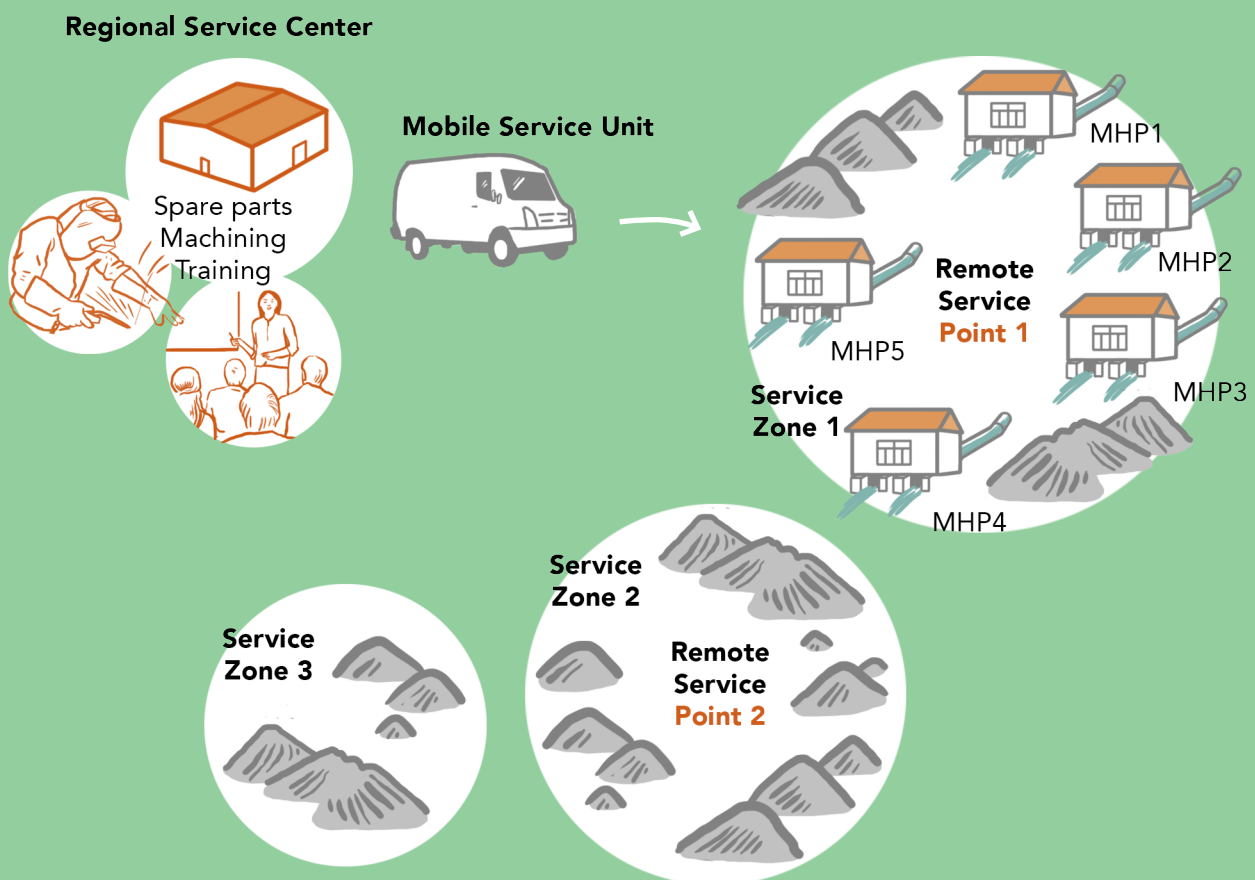 Regional Service Center
Spare parts
Machining
Training
Mobile Service Unit
MHP1
MHP2
Remote
Service
Point 1
MHP5
MHP3
Service
Zone 1
MHP4
Service
Zone 2
Remote
Service
Point 2
Service
Zone 3